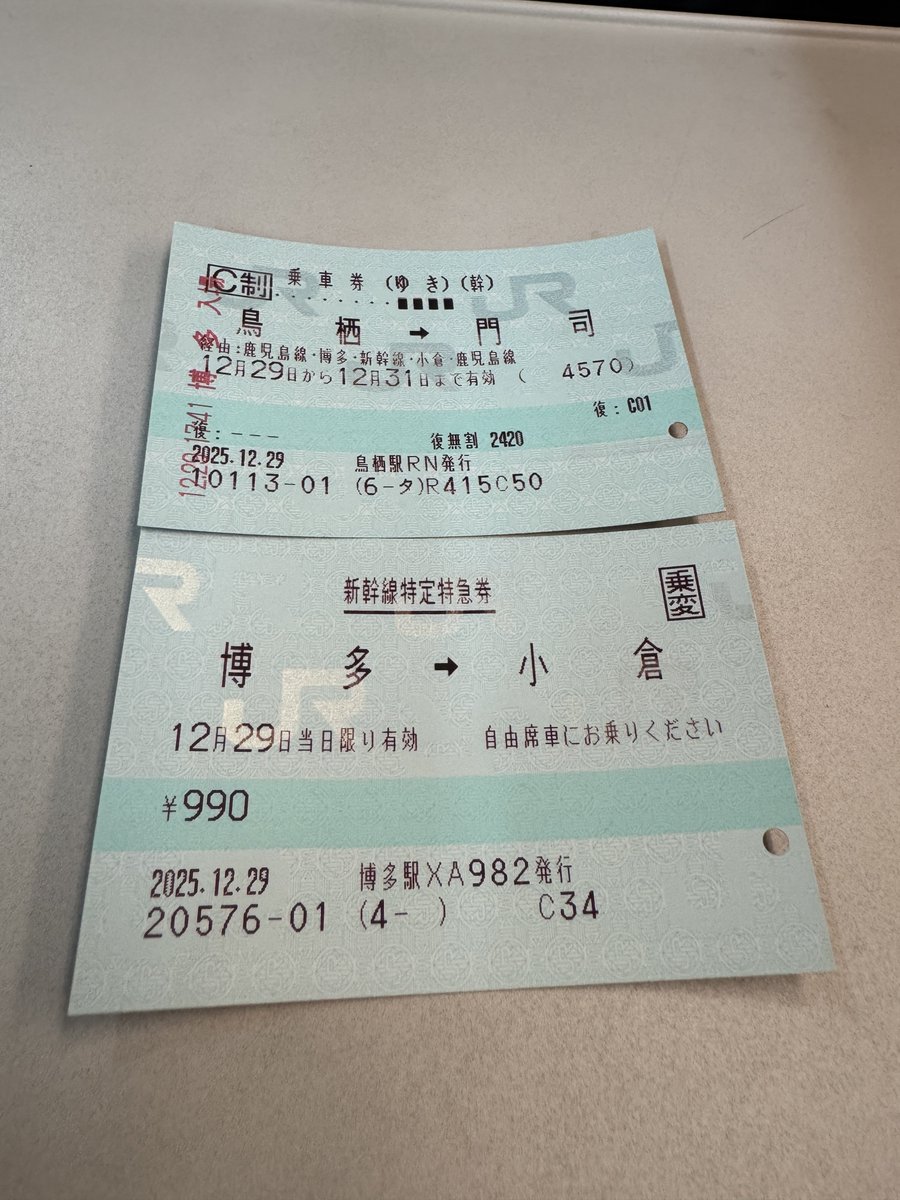 C制 乗車券 (ゆき)(幹)
・・・・・・・・・■■■■
鳥栖 → 門司
経由:鹿児島線・博多・新幹線・小倉・鹿児島線
12月29日から12月31日まで有効 ( 4570)
復:C01
復:---
復無割 2420
2025.12.29 鳥栖駅RN発行
10113-01 (6-タ)R415C50
博多
JR
新幹線特定特急券
乗変
博多 → 小倉
12月29日当日限り有効 自由席車にお乗りください
¥990
2025.12.29 博多駅XA982発行
20576-01 (4- ) C34